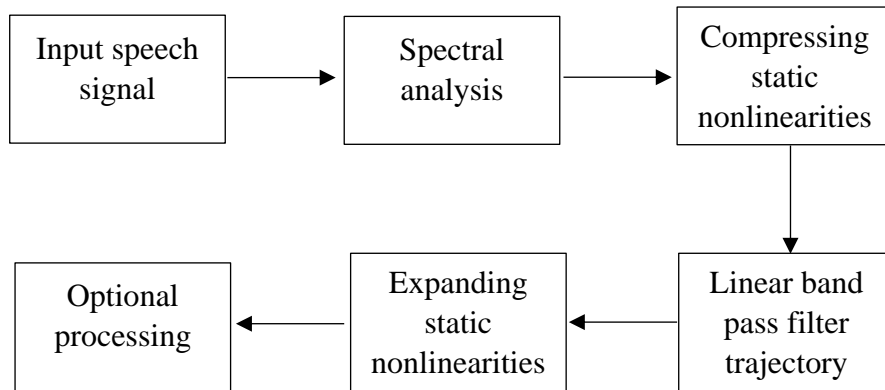 Input speech
signal
Spectral
analysis
Compressing
static
nonlinearities
Linear band
pass filter
trajectory
Expanding
static
nonlinearities
Optional
processing